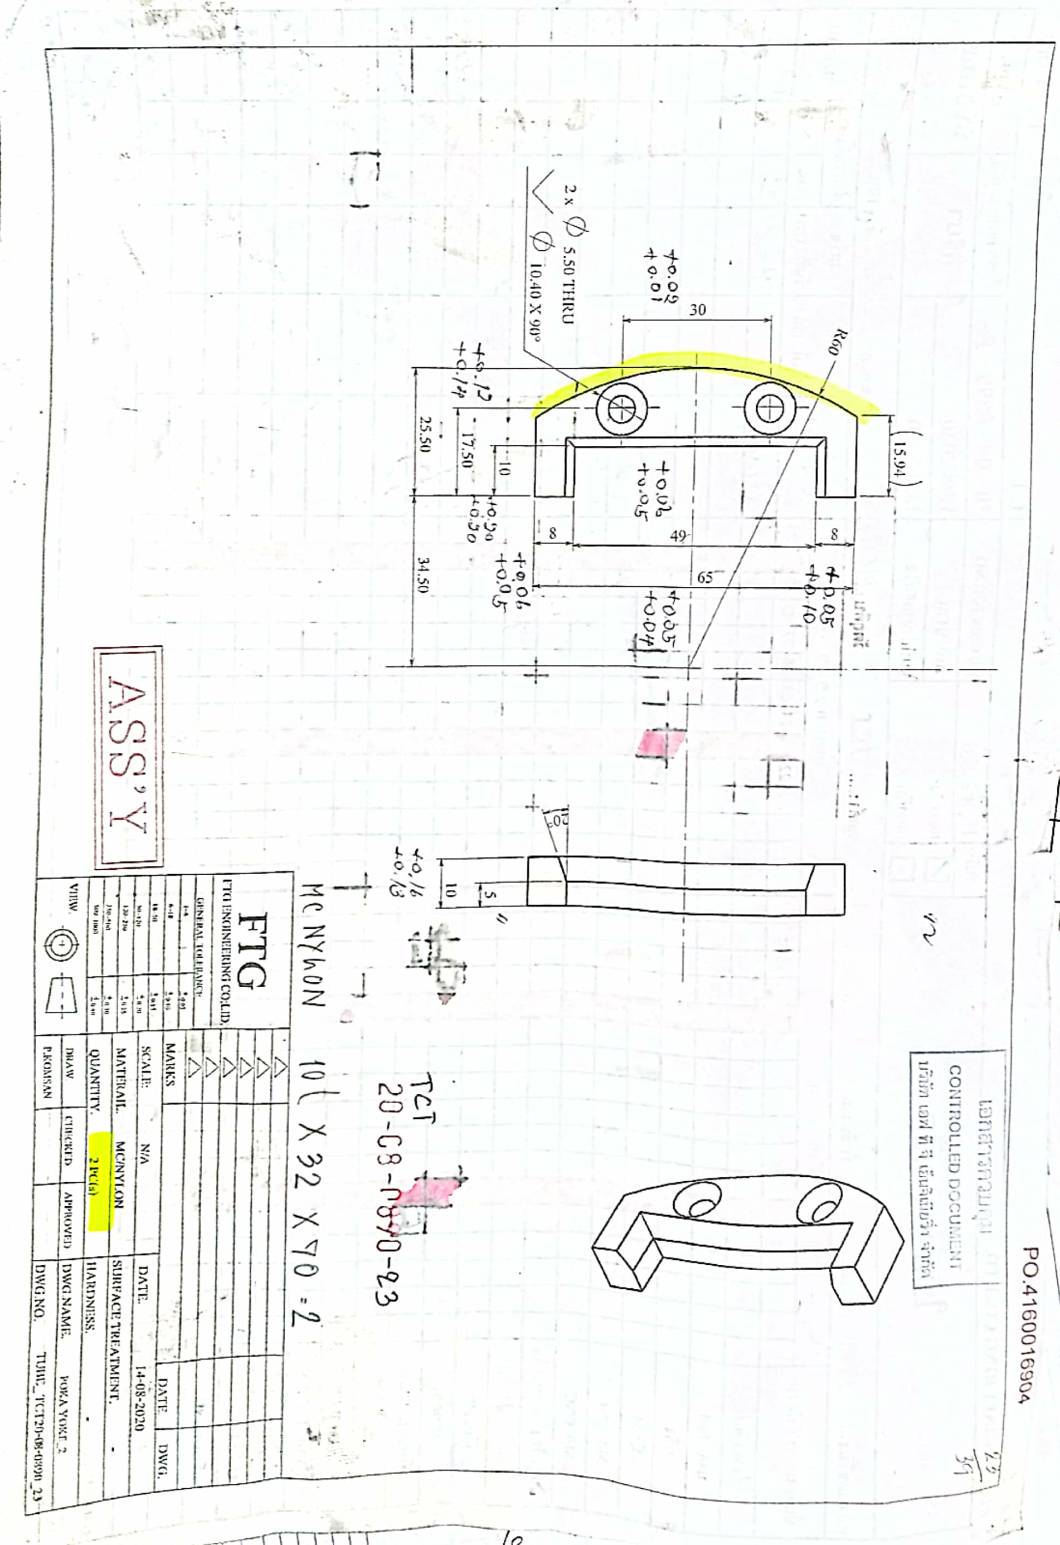 PO.4160016904
23
39
เอกสารควบคุม
CONTROLLED DOCUMENT
บริษัท เอฟ ที จี เอ็นจิเนียริ่ง จำกัด
(15.94)
R60
8
+0.05
+0.10
30
+0.02
+0.01
+0.06
+0.05
49
65
+0.05
+0.04
2 x Ø 5.50 THRU
Ø 10.40 X 90°
8
+0.06
+0.05
10
+0.20
+0.20
+0.12
+0.14
17.50
25.50
34.50
20°
5
10
+0.16
+0.13
TCT
20-08-0890-23
MC NYLON 10t X 32 X 70 = 2
FTG
FTG ENGINEERING CO;LTD.
GENERAL TOLERANCE
MARKS
DATE.
DWG.
SCALE: N/A
DATE. 14-08-2020
MATERAIL. MC/NYLON
SURFACE TREATMENT. -
QUANTITY. 2 PC(s)
HARDNESS. -
VIEW.
DRAW
CHECKED
APPROVED
DWG.NAME. POKA YOKE_2
P.KOMSAN
DWG.NO. TUBE_TCT20-08-0890_23
ASS'Y